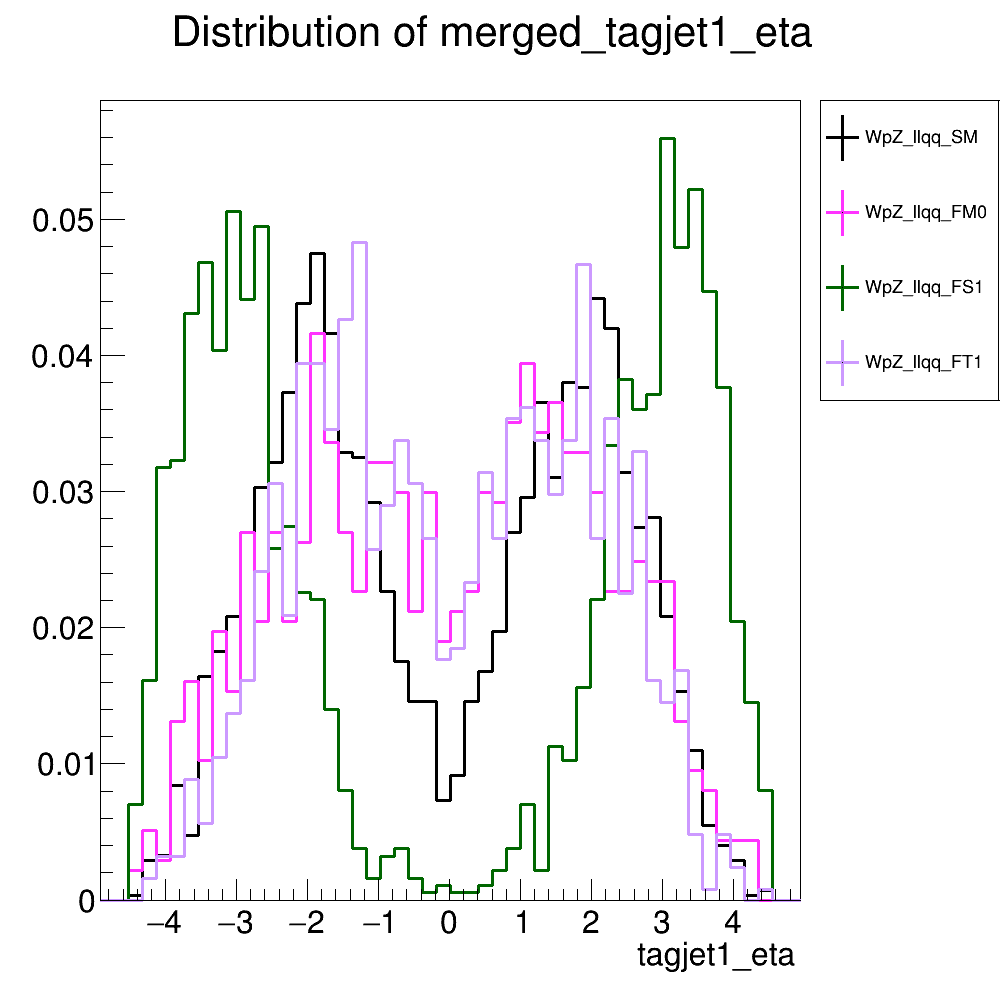 Distribution of merged_tagjet1_eta
WpZ_llqq_SM
WpZ_llqq_FM0
WpZ_llqq_FS1
WpZ_llqq_FT1
0.05
0.04
0.03
0.02
0.01
0
−4 −3 −2 −1 0 1 2 3 4
tagjet1_eta